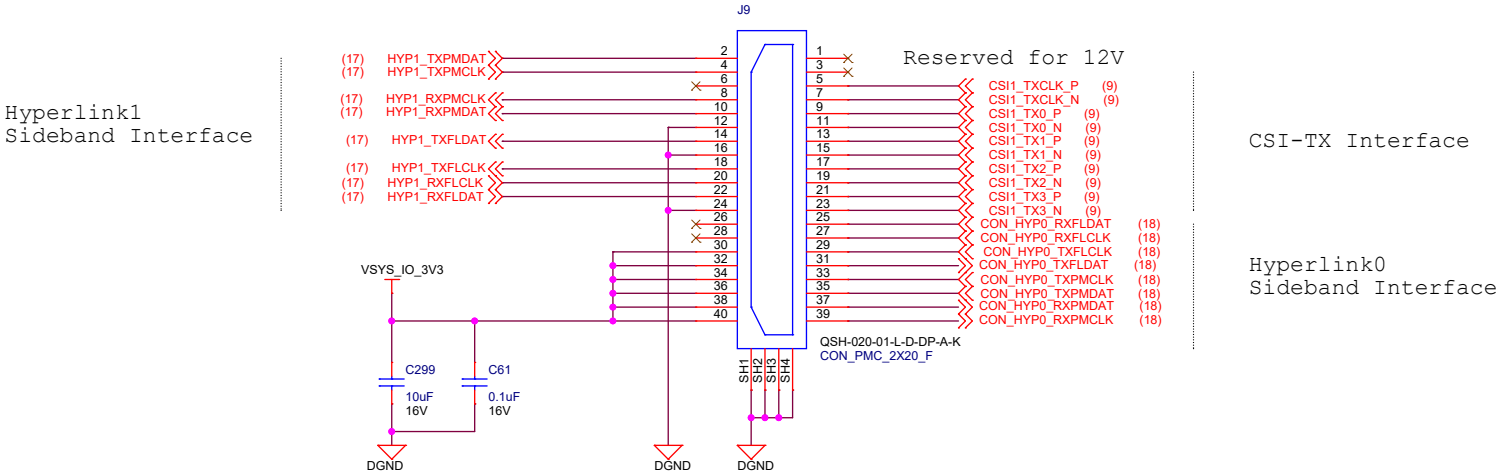 J9
Reserved for 12V
Hyperlink1
Sideband Interface
(17) HYP1_TXPMDAT 2
(17) HYP1_TXPMCLK 4
6
(17) HYP1_RXPMCLK 8
(17) HYP1_RXPMDAT 10
12
(17) HYP1_TXFLDAT 14
16
(17) HYP1_TXFLCLK 18
(17) HYP1_RXFLCLK 20
(17) HYP1_RXFLDAT 22
24
26
28
30
32
34
36
38
40
1
3
5 CSI1_TXCLK_P (9)
7 CSI1_TXCLK_N (9)
9 CSI1_TX0_P (9)
11 CSI1_TX0_N (9)
13 CSI1_TX1_P (9)
15 CSI1_TX1_N (9)
17 CSI1_TX2_P (9)
19 CSI1_TX2_N (9)
21 CSI1_TX3_P (9)
23 CSI1_TX3_N (9)
25 CON_HYP0_RXFLDAT (18)
27 CON_HYP0_RXFLCLK (18)
29 CON_HYP0_TXFLCLK (18)
31 CON_HYP0_TXFLDAT (18)
33 CON_HYP0_TXPMCLK (18)
35 CON_HYP0_TXPMDAT (18)
37 CON_HYP0_RXPMDAT (18)
39 CON_HYP0_RXPMCLK (18)
CSI-TX Interface
Hyperlink0
Sideband Interface
QSH-020-01-L-D-DP-A-K
CON_PMC_2X20_F
SH1
SH2
SH3
SH4
VSYS_IO_3V3
C299
10uF
16V
C61
0.1uF
16V
DGND
DGND
DGND